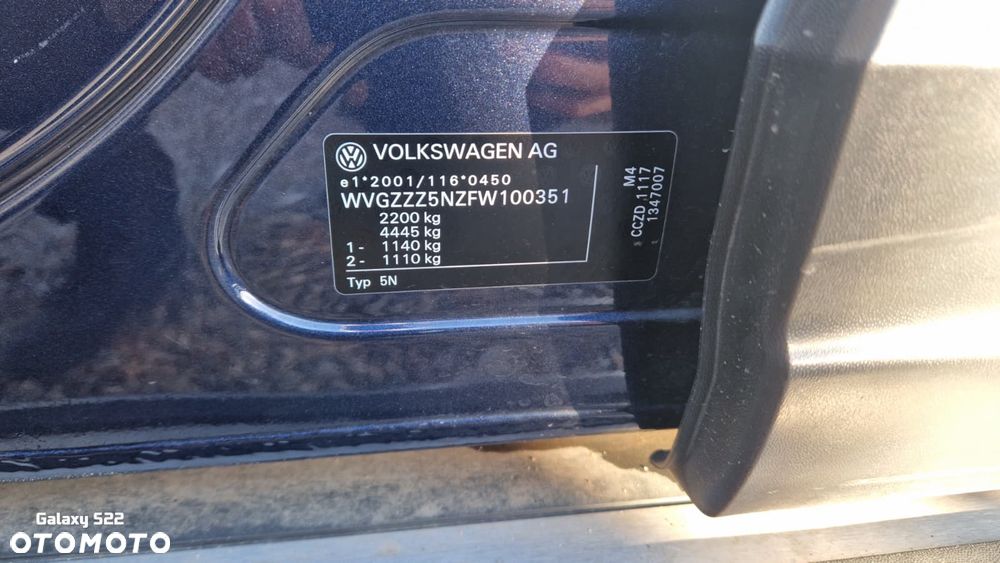 VOLKSWAGEN AG
e1*2001/116*0450
WVGZZZ5NZFW100351
2200 kg
4445 kg
1- 1140 kg
2- 1110 kg
Typ 5N
M4
CCZD 1117
1347007
Galaxy S22
OTOMOTO